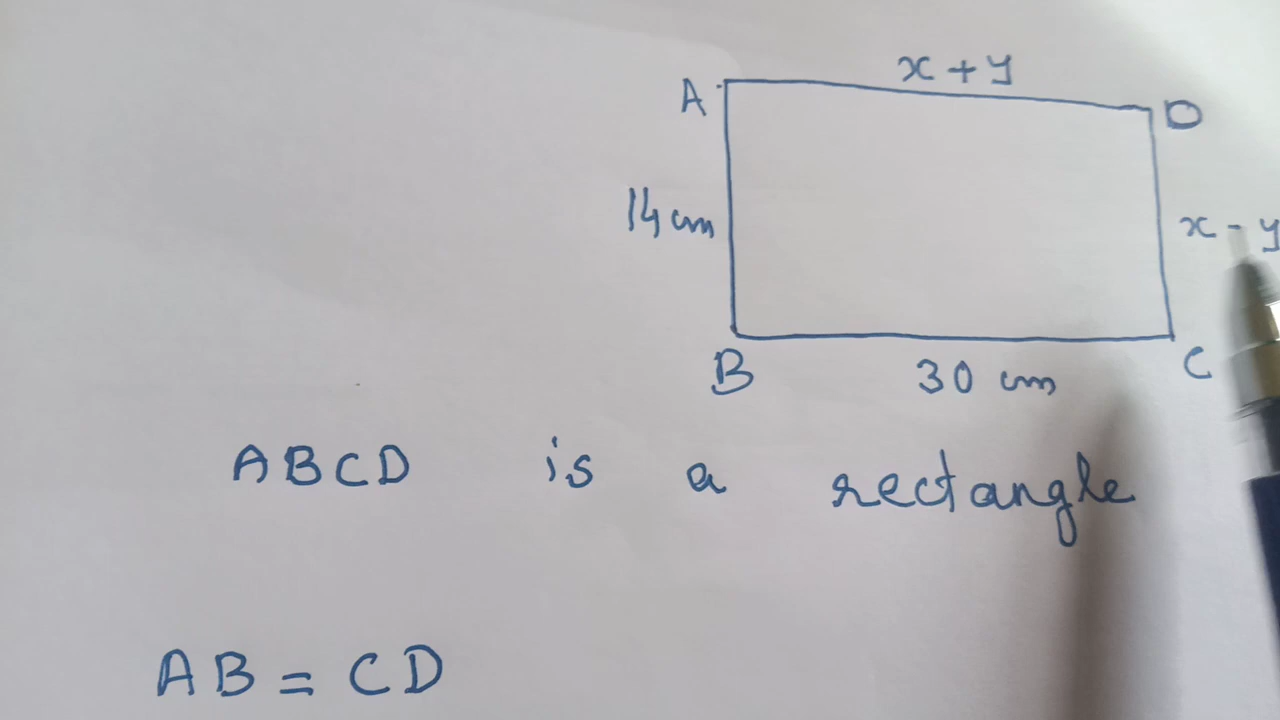 x + y
A D
14 cm x - y
B C
30 cm
ABCD is a rectangle
AB = CD